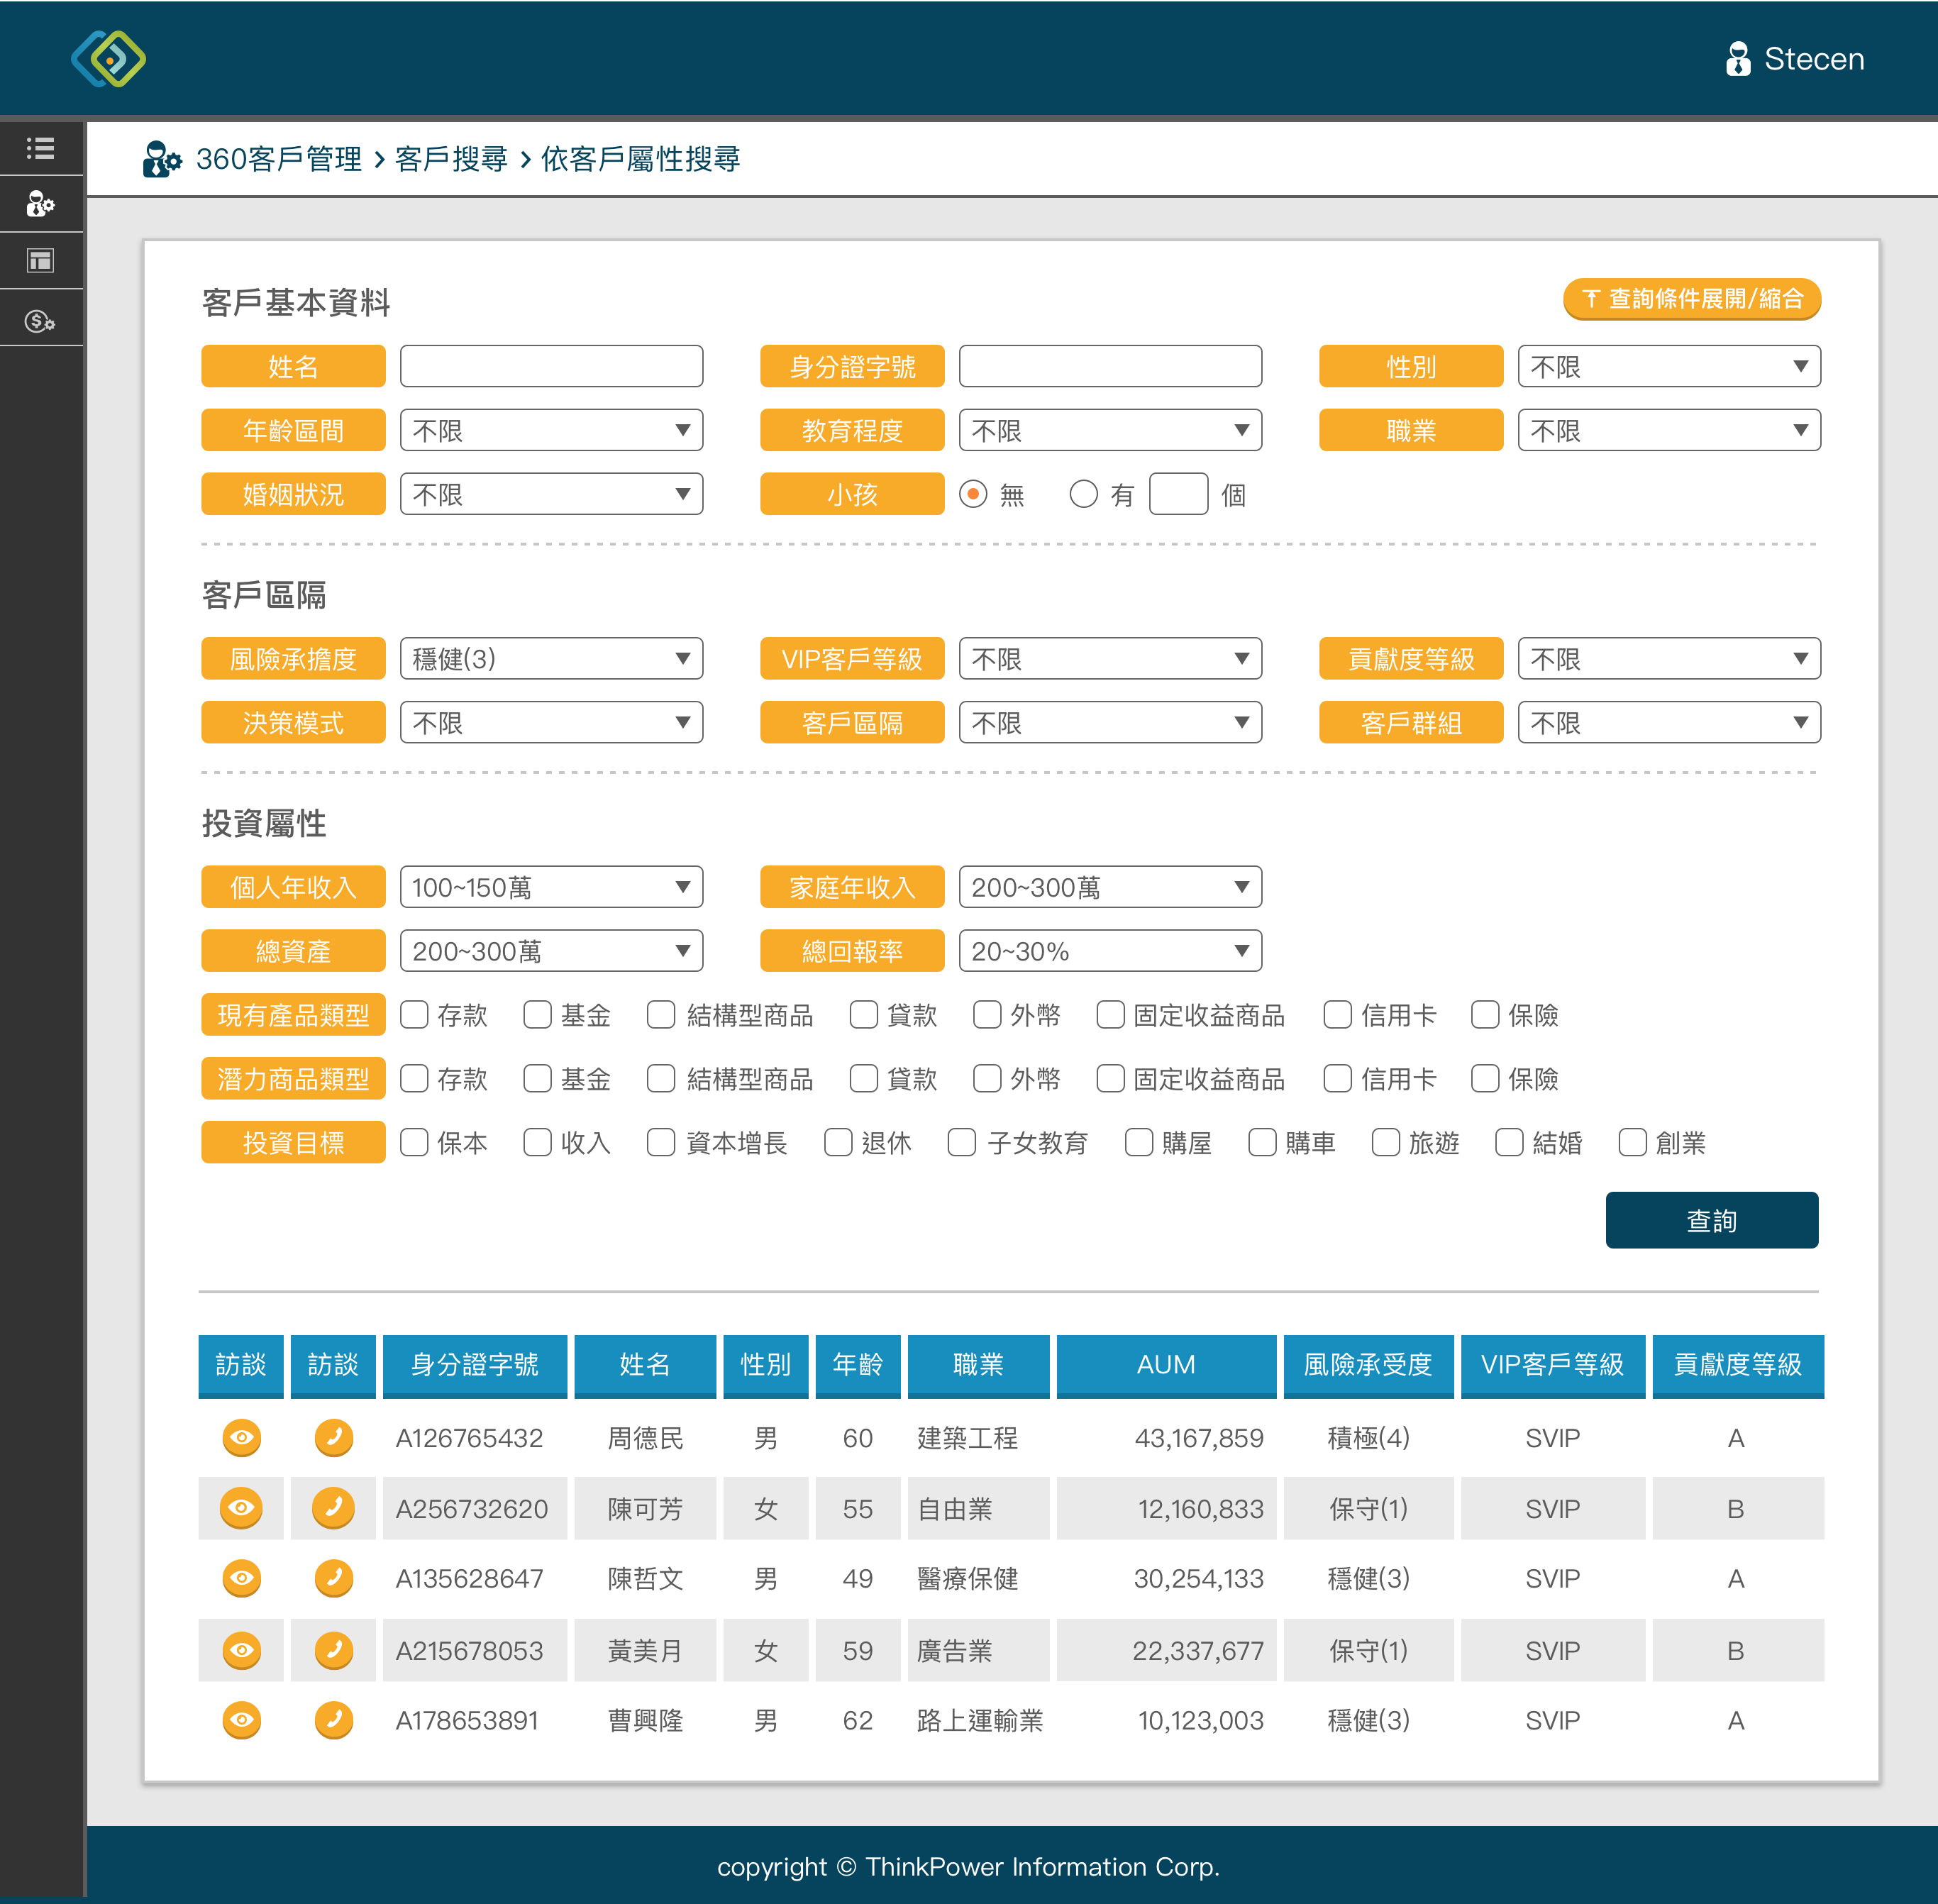 Stecen
360客戶管理 > 客戶搜尋 > 依客戶屬性搜尋
客戶基本資料 查詢條件展開/縮合
姓名 身分證字號 性別 不限
年齡區間 不限 教育程度 不限 職業 不限
婚姻狀況 不限 小孩 無 有 個
客戶區隔
風險承擔度 穩健(3) VIP客戶等級 不限 貢獻度等級 不限
決策模式 不限 客戶區隔 不限 客戶群組 不限
投資屬性
個人年收入 100~150萬 家庭年收入 200~300萬
總資產 200~300萬 總回報率 20~30%
現有產品類型 存款 基金 結構型商品 貸款 外幣 固定收益商品 信用卡 保險
潛力商品類型 存款 基金 結構型商品 貸款 外幣 固定收益商品 信用卡 保險
投資目標 保本 收入 資本增長 退休 子女教育 購屋 購車 旅遊 結婚 創業
查詢
訪談 訪談 身分證字號 姓名 性別 年齡 職業 AUM 風險承受度 VIP客戶等級 貢獻度等級
A126765432 周德民 男 60 建築工程 43,167,859 積極(4) SVIP A
A256732620 陳可芳 女 55 自由業 12,160,833 保守(1) SVIP B
A135628647 陳哲文 男 49 醫療保健 30,254,133 穩健(3) SVIP A
A215678053 黃美月 女 59 廣告業 22,337,677 保守(1) SVIP B
A178653891 曹興隆 男 62 路上運輸業 10,123,003 穩健(3) SVIP A
copyright © ThinkPower Information Corp.